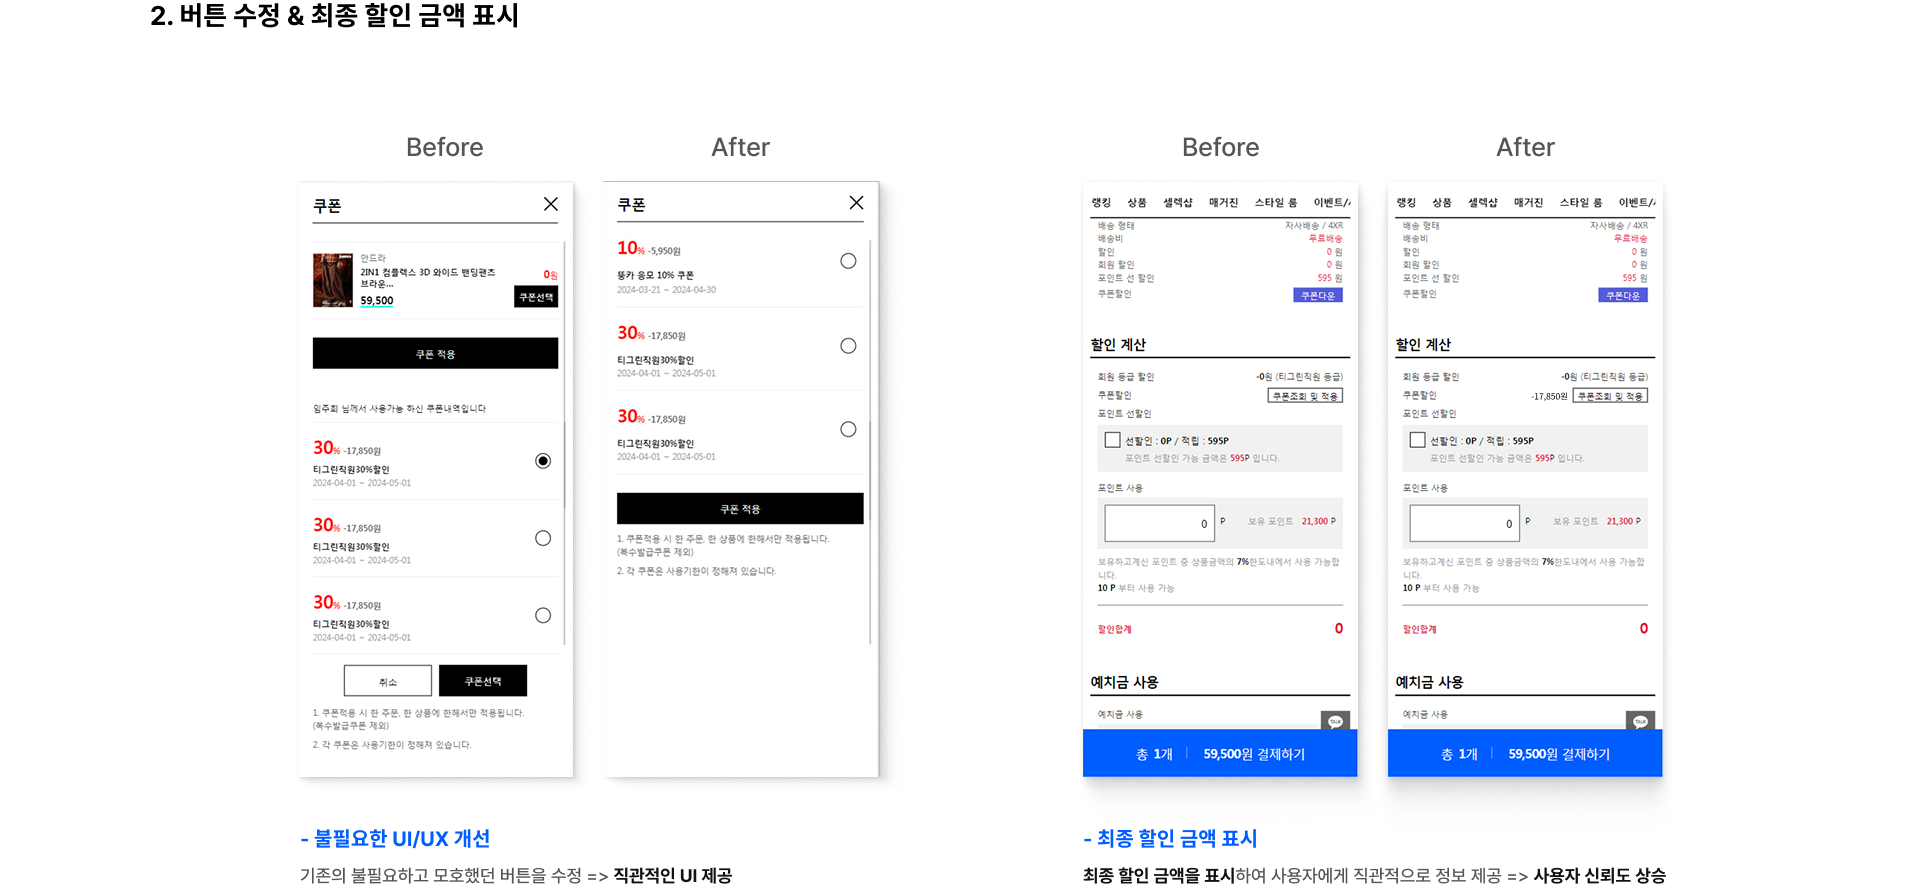 2. 버튼 수정 & 최종 할인 금액 표시
Before
After
쿠폰
안드라
2IN1 컴플렉스 3D 와이드 밴딩팬츠
브라운...
0원
59,500
쿠폰선택
쿠폰 적용
임주희 님께서 사용가능 하신 쿠폰내역입니다
30% -17,850원
티그린직원30%할인
2024-04-01 ~ 2024-05-01
30% -17,850원
티그린직원30%할인
2024-04-01 ~ 2024-05-01
30% -17,850원
티그린직원30%할인
2024-04-01 ~ 2024-05-01
취소
쿠폰선택
1. 쿠폰적용 시 한 주문, 한 상품에 한해서만 적용됩니다.
(복수발급쿠폰 제외)
2. 각 쿠폰은 사용기한이 정해져 있습니다.
쿠폰
10% -5,950원
뚱카 응모 10% 쿠폰
2024-03-21 ~ 2024-04-30
30% -17,850원
티그린직원30%할인
2024-04-01 ~ 2024-05-01
30% -17,850원
티그린직원30%할인
2024-04-01 ~ 2024-05-01
쿠폰 적용
1. 쿠폰적용 시 한 주문, 한 상품에 한해서만 적용됩니다.
(복수발급쿠폰 제외)
2. 각 쿠폰은 사용기한이 정해져 있습니다.
- 불필요한 UI/UX 개선
기존의 불필요하고 모호했던 버튼을 수정 => 직관적인 UI 제공
Before
After
랭킹 상품 셀렉샵 매거진 스타일 룸 이벤트/
배송 형태 자사배송 / 4XR
배송비 무료배송
할인 0 원
회원 할인 0 원
포인트 선 할인 595 원
쿠폰할인 쿠폰다운
할인 계산
회원 등급 할인 -0원 (티그린직원 등급)
쿠폰할인 쿠폰조회 및 적용
포인트 선할인
선할인 : 0P / 적립 : 595P
포인트 선할인 가능 금액은 595P 입니다.
포인트 사용
0 P 보유 포인트 21,300 P
보유하고계신 포인트 중 상품금액의 7%한도내에서 사용 가능합
니다.
10 P 부터 사용 가능
할인합계 0
예치금 사용
예치금 사용
TALK
총 1개 59,500원 결제하기
랭킹 상품 셀렉샵 매거진 스타일 룸 이벤트/
배송 형태 자사배송 / 4XR
배송비 무료배송
할인 0 원
회원 할인 0 원
포인트 선 할인 595 원
쿠폰할인 쿠폰다운
할인 계산
회원 등급 할인 -0원 (티그린직원 등급)
쿠폰할인 -17,850원 쿠폰조회 및 적용
포인트 선할인
선할인 : 0P / 적립 : 595P
포인트 선할인 가능 금액은 595P 입니다.
포인트 사용
0 P 보유 포인트 21,300 P
보유하고계신 포인트 중 상품금액의 7%한도내에서 사용 가능합
니다.
10 P 부터 사용 가능
할인합계 0
예치금 사용
예치금 사용
TALK
총 1개 59,500원 결제하기
- 최종 할인 금액 표시
최종 할인 금액을 표시하여 사용자에게 직관적으로 정보 제공 => 사용자 신뢰도 상승